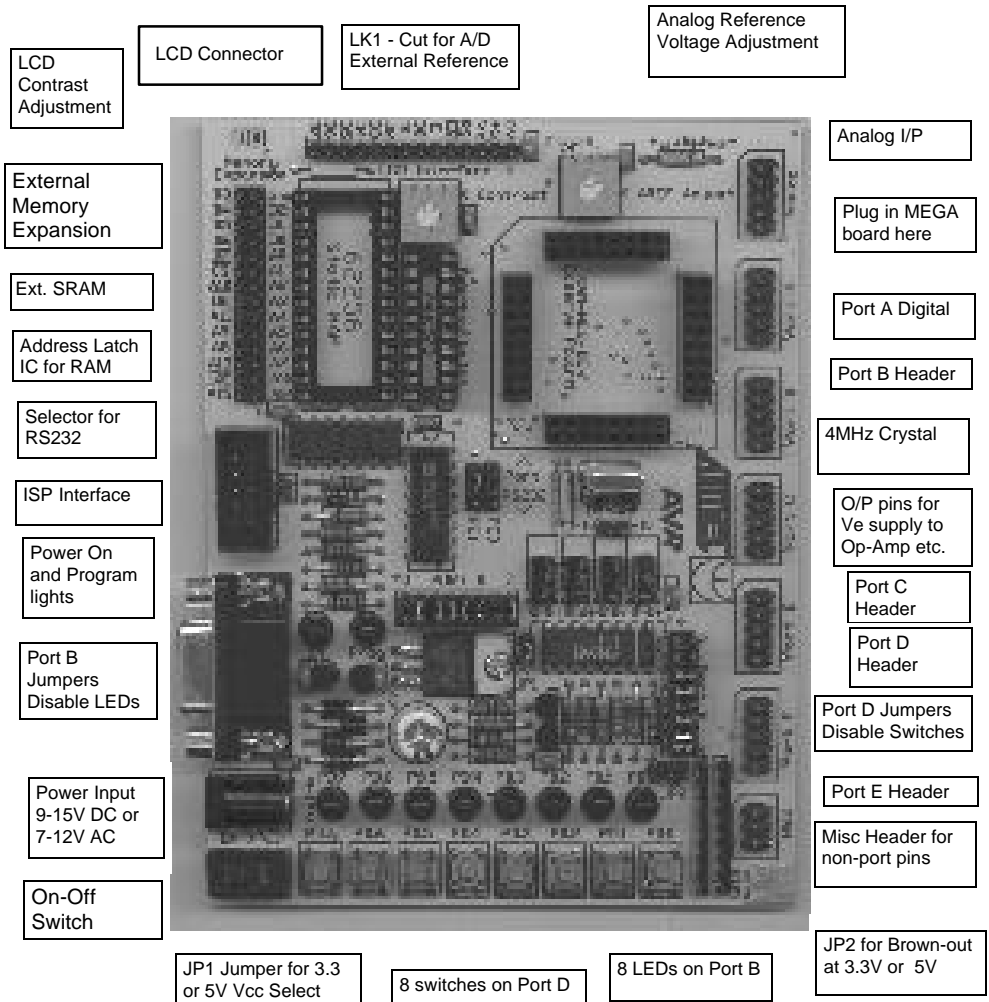 Analog Reference
Voltage Adjustment
LCD Connector
LK1 - Cut for A/D
External Reference
LCD
Contrast
Adjustment
Analog I/P
External
Memory
Expansion
Plug in MEGA
board here
Ext. SRAM
Port A Digital
Address Latch
IC for RAM
Port B Header
Selector for
RS232
4MHz Crystal
ISP Interface
O/P pins for
Ve supply to
Op-Amp etc.
Power On
and Program
lights
Port C
Header
Port D
Header
Port B
Jumpers
Disable LEDs
Port D Jumpers
Disable Switches
Power Input
9-15V DC or
7-12V AC
Port E Header
Misc Header for
non-port pins
On-Off
Switch
JP2 for Brown-out
at 3.3V or 5V
JP1 Jumper for 3.3
or 5V Vcc Select
8 switches on Port D
8 LEDs on Port B
62256
Contrast
AVR